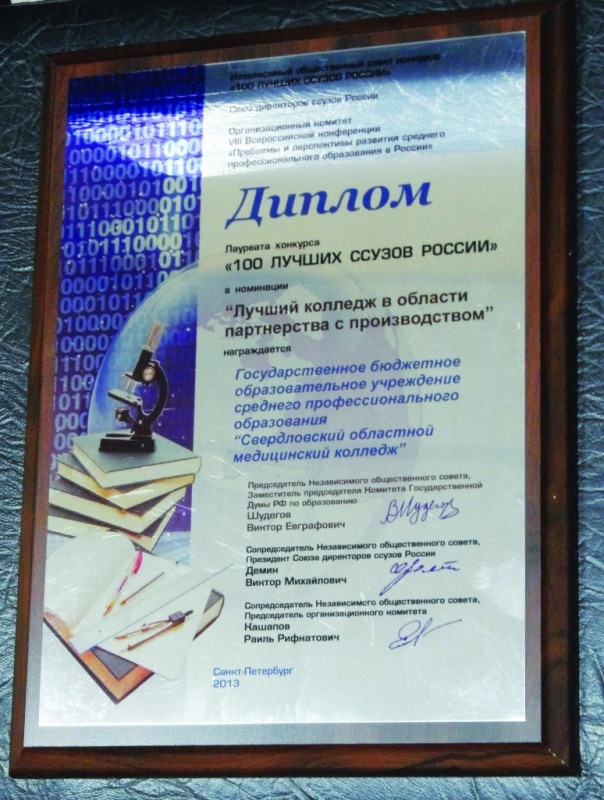 Независимый общественный совет конкурса
«100 ЛУЧШИХ ССУЗОВ РОССИИ»
Союз директоров ссузов России
Организационный комитет
VIII Всероссийской конференции
«Проблемы и перспективы развития среднего
профессионального образования в России»
Диплом
Лауреата конкурса
«100 ЛУЧШИХ ССУЗОВ РОССИИ»
в номинации
“Лучший колледж в области
партнерства с производством”
награждается
Государственное бюджетное
образовательное учреждение
среднего профессионального
образования
“Свердловский областной
медицинский колледж”
Председатель Независимого общественного совета,
Заместитель председателя Комитета Государственной
Думы РФ по образованию
Шудегов
Виктор Евграфович
Сопредседатель Независимого общественного совета,
Президент Союза директоров ссузов России
Демин
Виктор Михайлович
Сопредседатель Независимого общественного совета,
Председатель организационного комитета
Кашапов
Раиль Рифкатович
Санкт-Петербург
2013